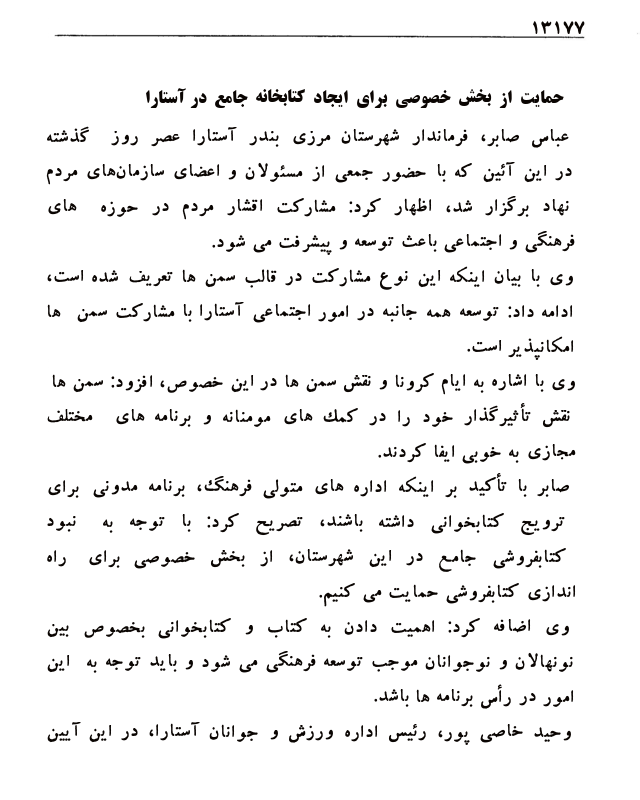 ۱۳۱۷۷
حمایت از بخش خصوصی برای ایجاد کتابخانه جامع در آستارا
عباس صابر، فرماندار شهرستان مرزی بندر آستارا عصر روز گذشته
در این آئین که با حضور جمعی از مسئولان و اعضای سازمان‌های مردم
نهاد برگزار شد، اظهار کرد: مشارکت اقشار مردم در حوزه های
فرهنگی و اجتماعی باعث توسعه و پیشرفت می شود.
وی با بیان اینکه این نوع مشارکت در قالب سمن ها تعریف شده است،
ادامه داد: توسعه همه جانبه در امور اجتماعی آستارا با مشارکت سمن ها
امکانپذیر است.
وی با اشاره به ایام کرونا و نقش سمن ها در این خصوص، افزود: سمن ها
نقش تأثیرگذار خود را در کمك های مومنانه و برنامه های مختلف
مجازی به خوبی ایفا کردند.
صابر با تأکید بر اینکه اداره های متولی فرهنگ، برنامه مدونی برای
ترویج کتابخوانی داشته باشند، تصریح کرد: با توجه به نبود
کتابفروشی جامع در این شهرستان، از بخش خصوصی برای راه
اندازی کتابفروشی حمایت می کنیم.
وی اضافه کرد: اهمیت دادن به کتاب و کتابخوانی بخصوص بین
نونهالان و نوجوانان موجب توسعه فرهنگی می شود و باید توجه به این
امور در رأس برنامه ها باشد.
وحید خاصی پور، رئیس اداره ورزش و جوانان آستارا، در این آیین